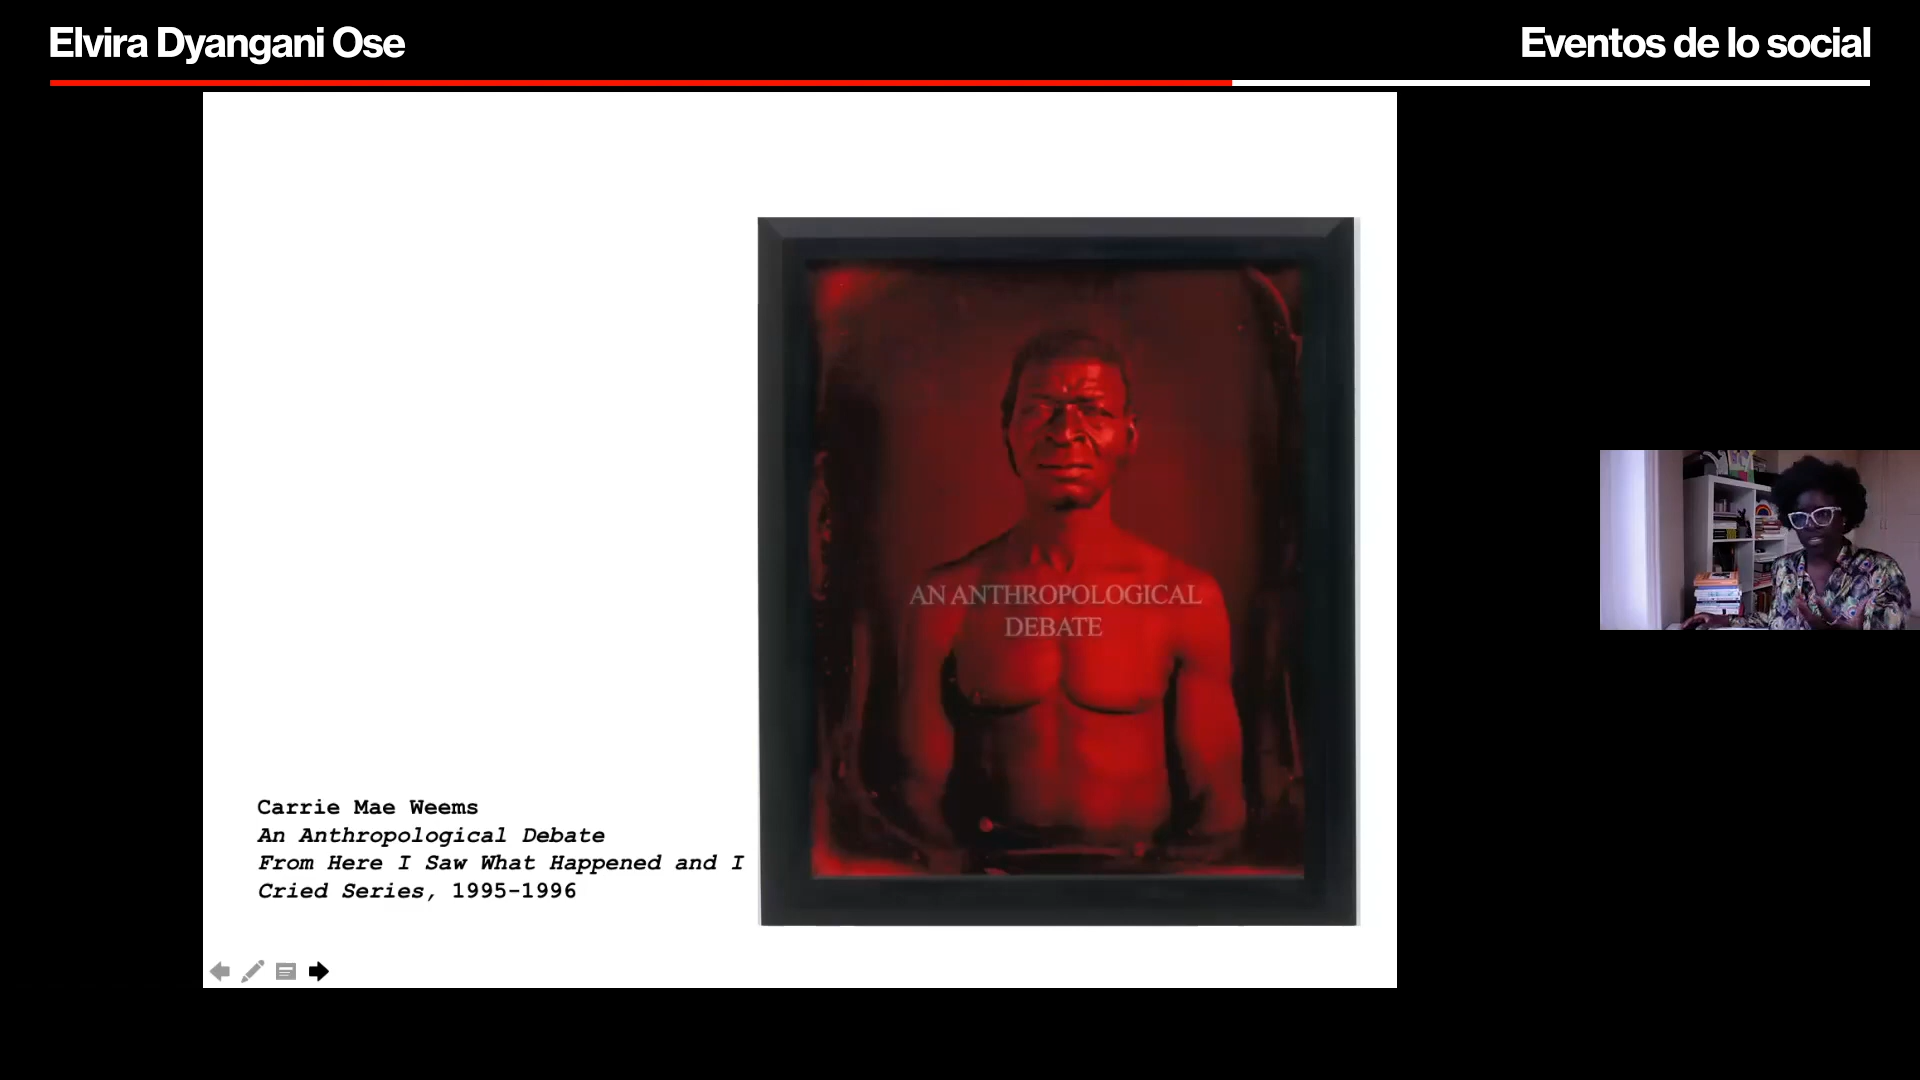 Elvira Dyangani Ose
Eventos de lo social
AN ANTHROPOLOGICAL
DEBATE
Carrie Mae Weems
An Anthropological Debate
From Here I Saw What Happened and I
Cried Series, 1995-1996